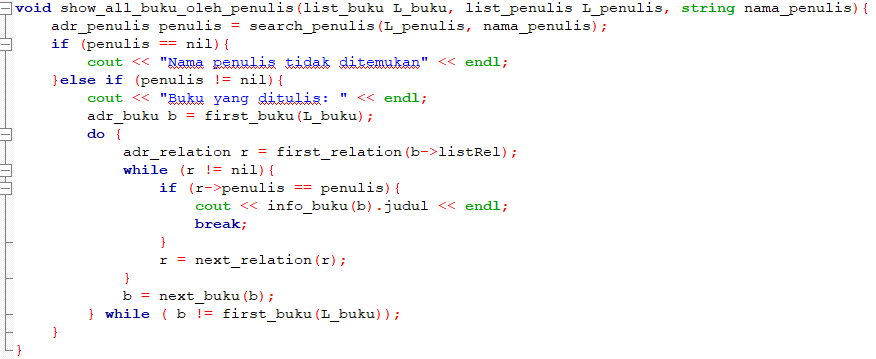 void show_all_buku_oleh_penulis(list_buku L_buku, list_penulis L_penulis, string nama_penulis){
    adr_penulis penulis = search_penulis(L_penulis, nama_penulis);
    if (penulis == nil){
        cout << "Nama penulis tidak ditemukan" << endl;
    }else if (penulis != nil){
        cout << "Buku yang ditulis: " << endl;
        adr_buku b = first_buku(L_buku);
        do {
            adr_relation r = first_relation(b->listRel);
            while (r != nil){
                if (r->penulis == penulis){
                    cout << info_buku(b).judul << endl;
                    break;
                }
                r = next_relation(r);
            }
            b = next_buku(b);
        } while ( b != first_buku(L_buku));
    }
}